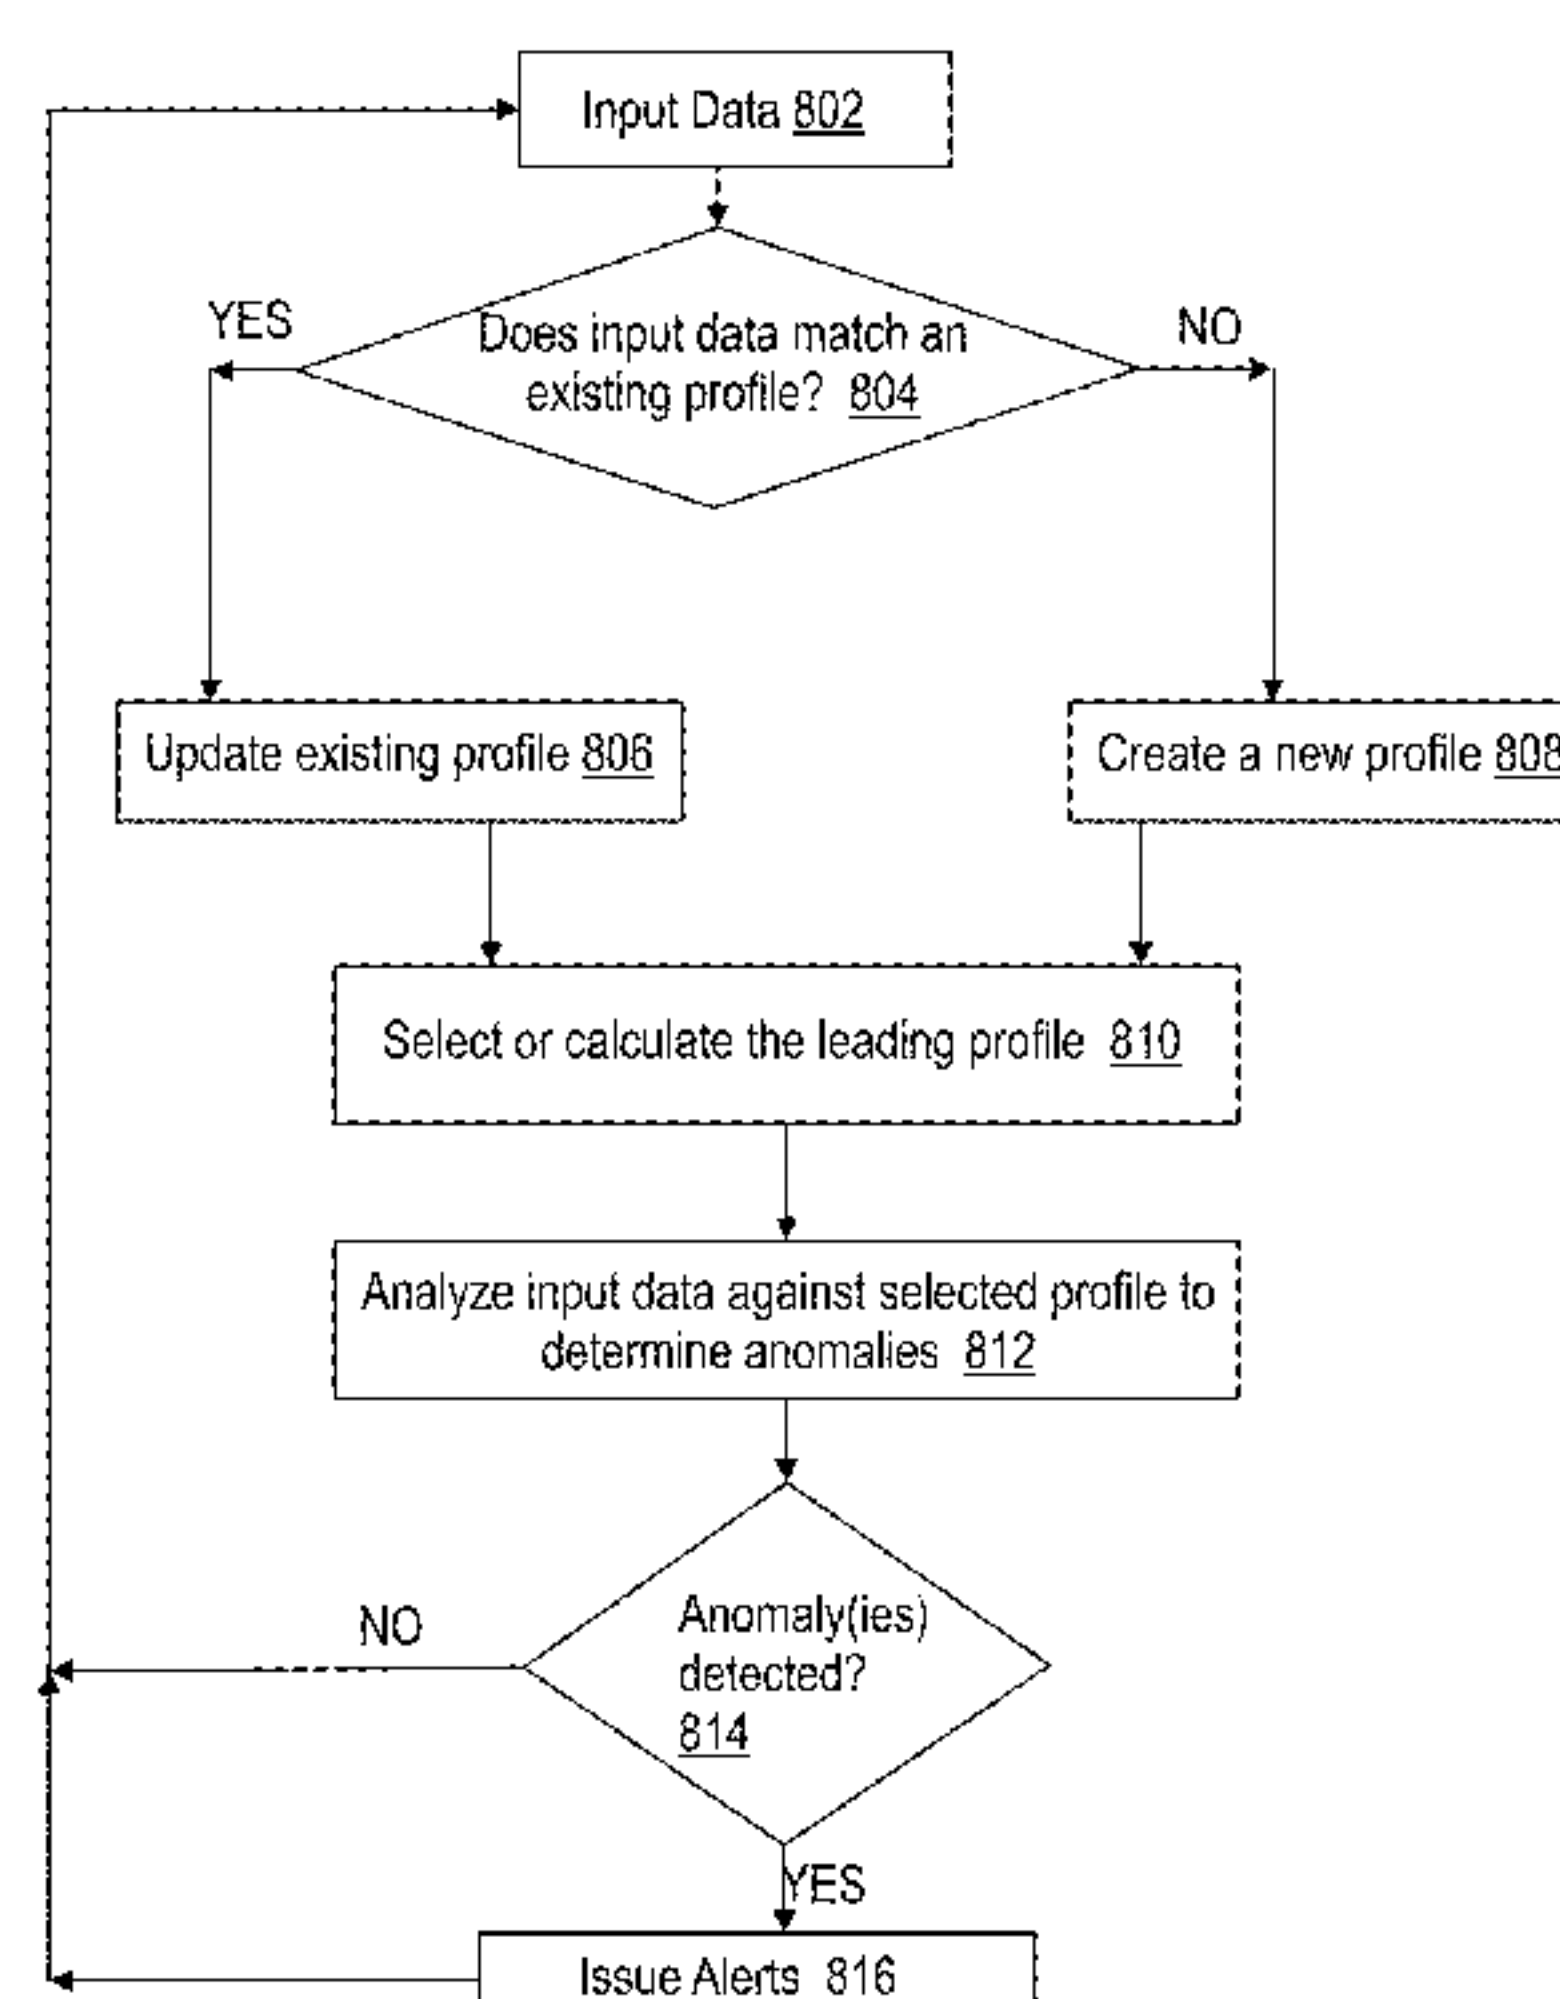 Input Data 802
YES
NO
Does input data match an
existing profile? 804
Update existing profile 806
Create a new profile 808
Select or calculate the leading profile 810
Analyze input data against selected profile to
determine anomalies 812
NO
Anomaly(ies)
detected?
814
YES
Issue Alerts 816